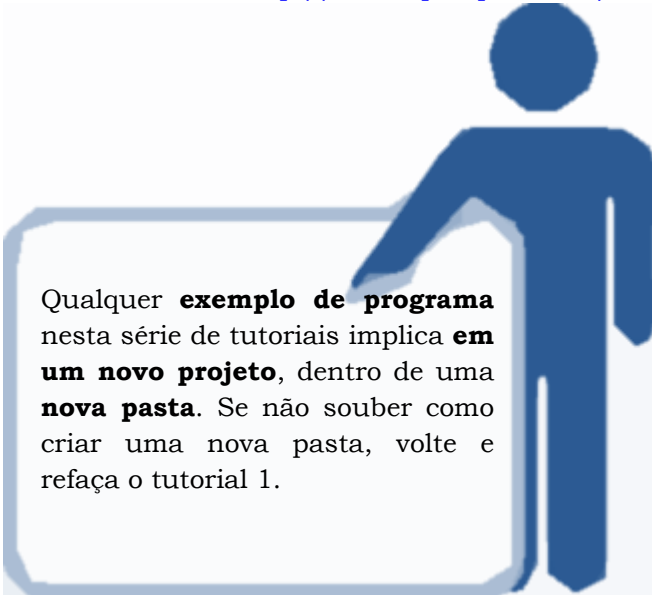 Qualquer exemplo de programa
nesta série de tutoriais implica em
um novo projeto, dentro de uma
nova pasta. Se não souber como
criar uma nova pasta, volte e
refaça o tutorial 1.